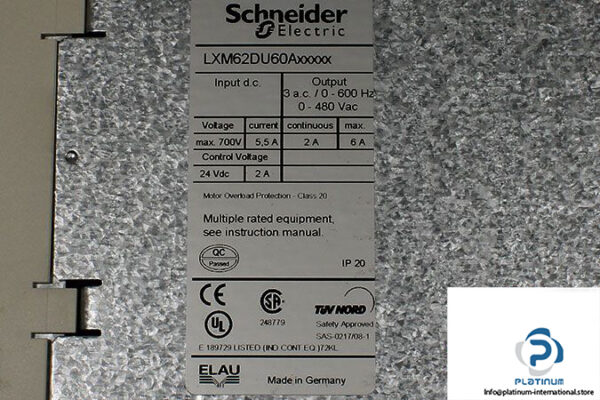 Schneider
Electric
LXM62DU60Axxxxx
Input d.c. Output
3 a.c. / 0 - 600 Hz
0 - 480 Vac
Voltage current continuous max.
max. 700V 5,5 A 2 A 6 A
Control Voltage
24 Vdc 2 A
Motor Overload Protection - Class 20
Multiple rated equipment,
see instruction manual.
QC
Passed
IP 20
CE
SA
248779
TÜV NORD
Safety Approved
SAS-0217/08-1
UL
E 189729 LISTED (IND.CONT.EQ.)72KL
ELAU
Made in Germany
PLATINUM
Info@platinum-international.store